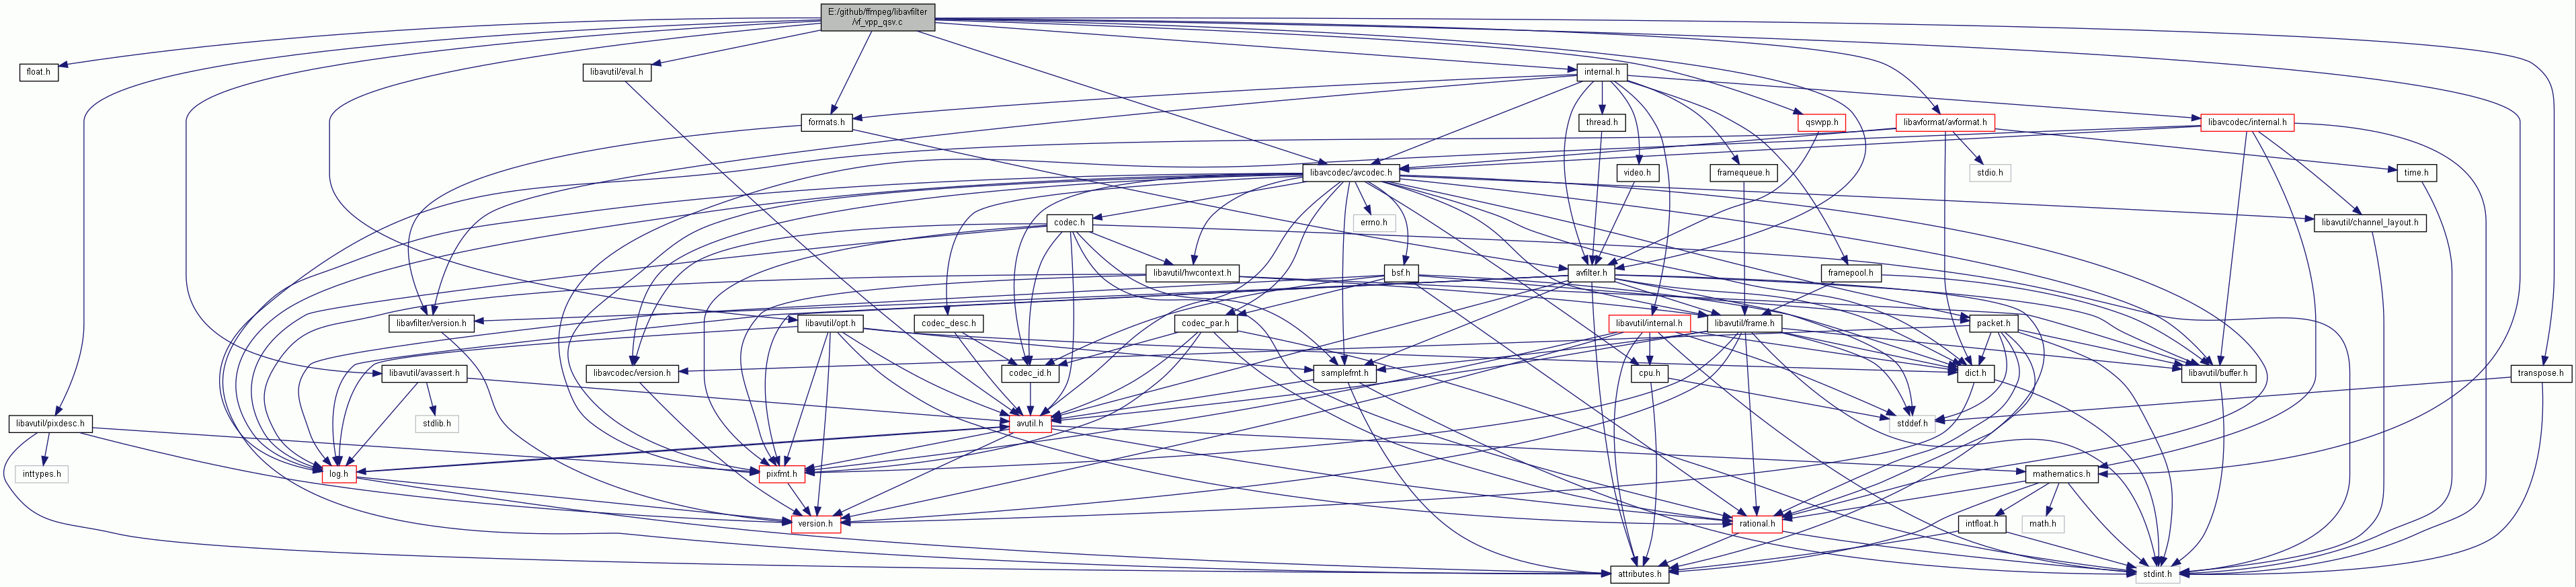 E:/github/ffmpeg/libavfilter
/vf_vpp_qsv.c
float.h
libavutil/eval.h
internal.h
formats.h
thread.h
qsvvpp.h
libavformat/avformat.h
libavcodec/internal.h
libavcodec/avcodec.h
video.h
framequeue.h
stdio.h
time.h
codec.h
errno.h
libavutil/channel_layout.h
libavutil/hwcontext.h
bsf.h
avfilter.h
framepool.h
libavfilter/version.h
libavutil/opt.h
codec_desc.h
codec_par.h
libavutil/internal.h
libavutil/frame.h
packet.h
libavutil/avassert.h
libavcodec/version.h
codec_id.h
samplefmt.h
cpu.h
dict.h
libavutil/buffer.h
transpose.h
libavutil/pixdesc.h
stdlib.h
avutil.h
stddef.h
inttypes.h
log.h
pixfmt.h
mathematics.h
version.h
rational.h
intfloat.h
math.h
attributes.h
stdint.h